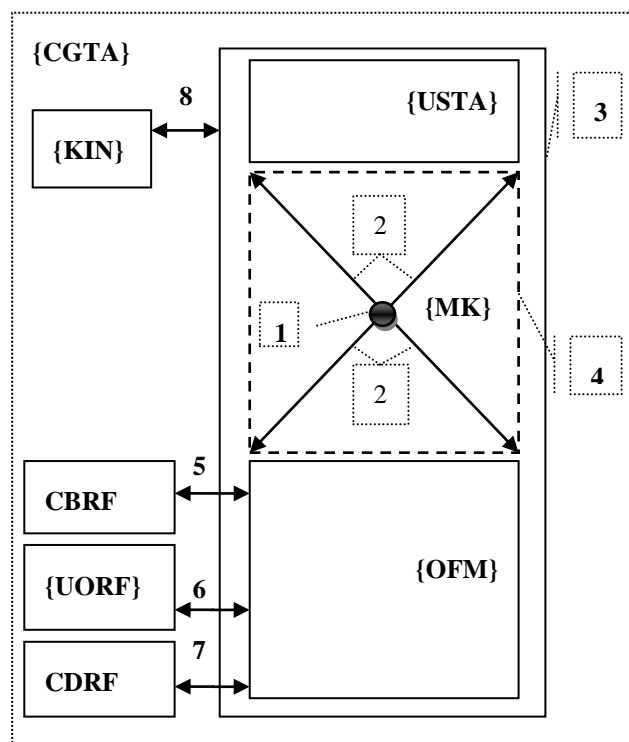 {CGTA}
8
{USTA}
3
{KIN}
2
1
{MK}
2
4
5
CBRF
{OFM}
{UORF}
6
7
CDRF